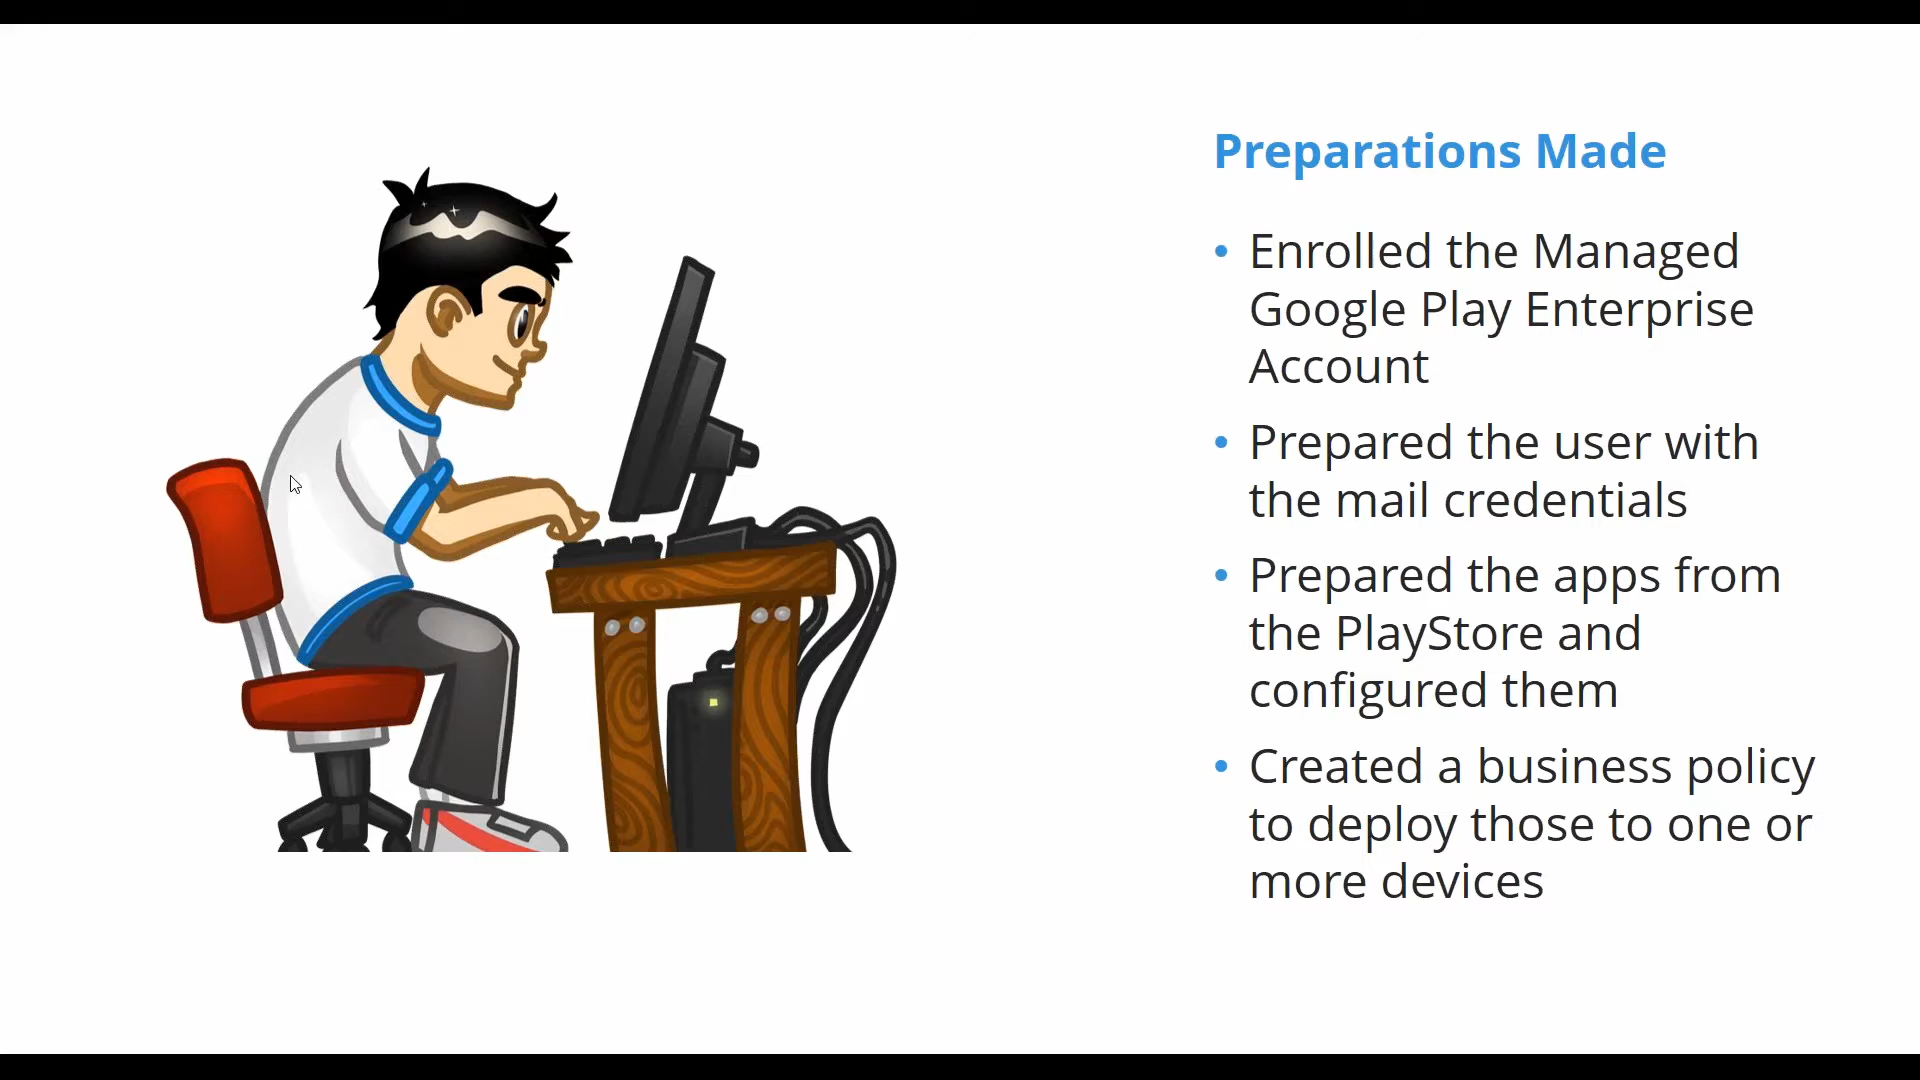 Preparations Made
• Enrolled the Managed
Google Play Enterprise
Account
• Prepared the user with
the mail credentials
• Prepared the apps from
the PlayStore and
configured them
• Created a business policy
to deploy those to one or
more devices